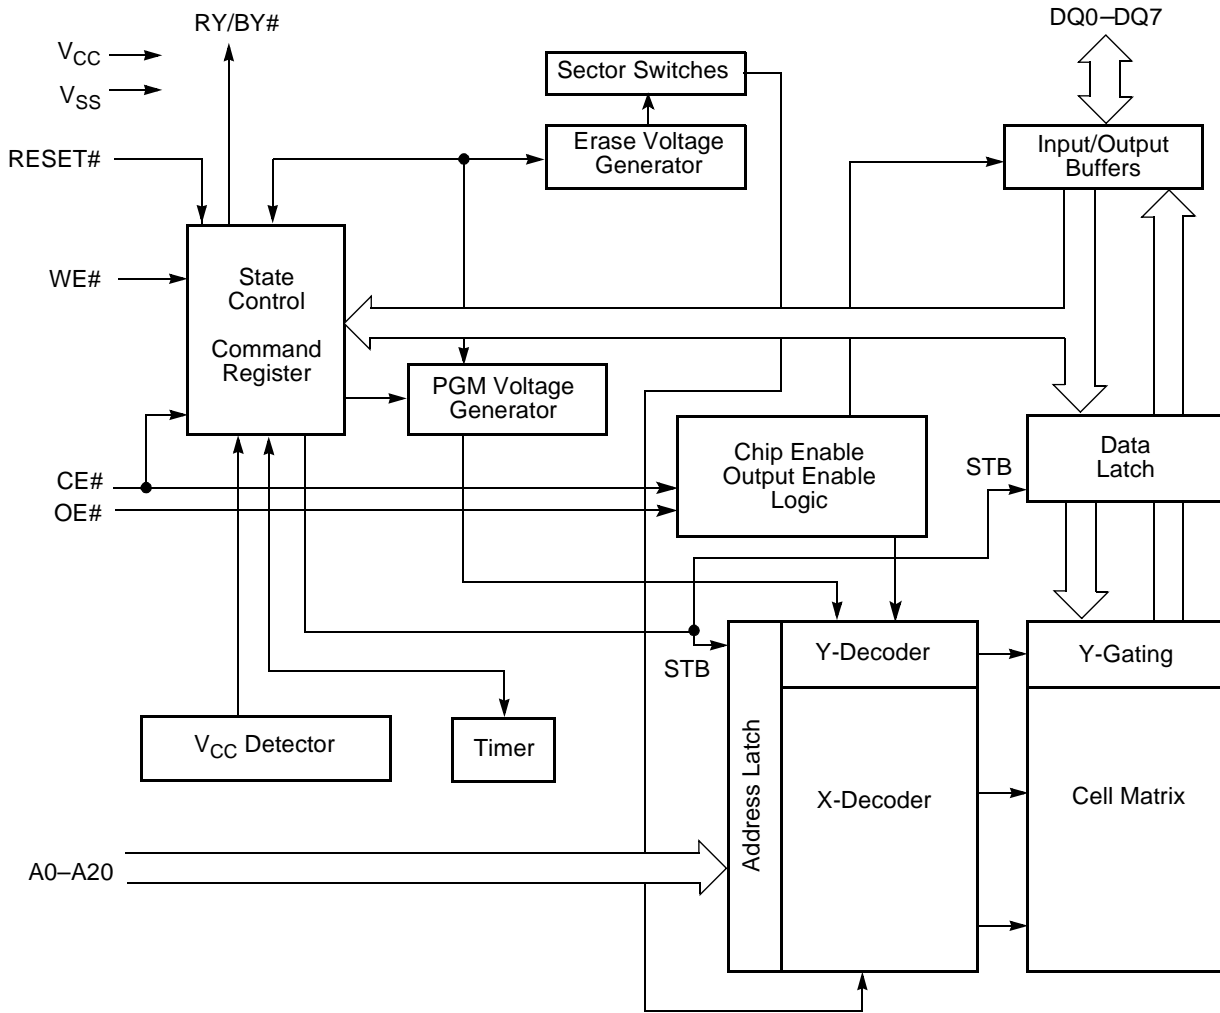 RY/BY#
DQ0–DQ7
VCC
VSS
Sector Switches
Erase Voltage
Generator
Input/Output
Buffers
RESET#
WE#
State
Control
Command
Register
PGM Voltage
Generator
Chip Enable
Output Enable
Logic
STB
Data
Latch
CE#
OE#
STB
Y-Decoder
Y-Gating
VCC Detector
Timer
Address Latch
X-Decoder
Cell Matrix
A0–A20